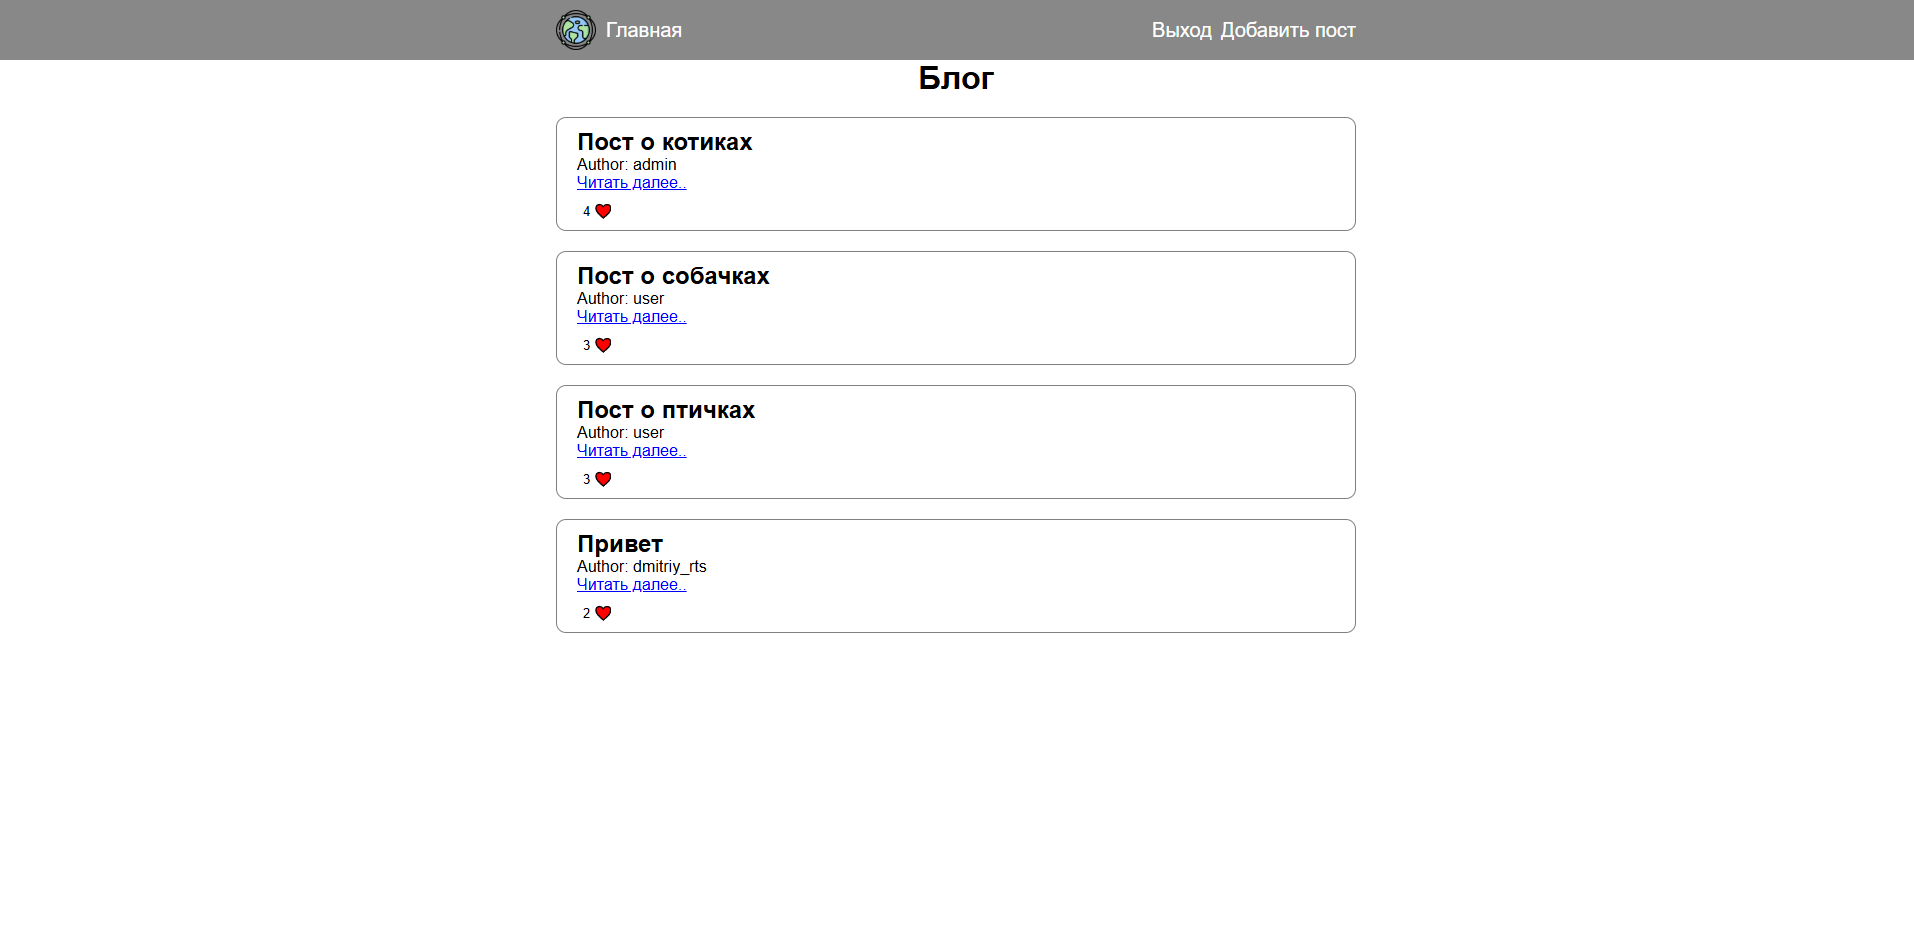 Главная
Выход Добавить пост
Блог
Пост о котиках
Author: admin
Читать далее..
4
Пост о собачках
Author: user
Читать далее..
3
Пост о птичках
Author: user
Читать далее..
3
Привет
Author: dmitriy_rts
Читать далее..
2